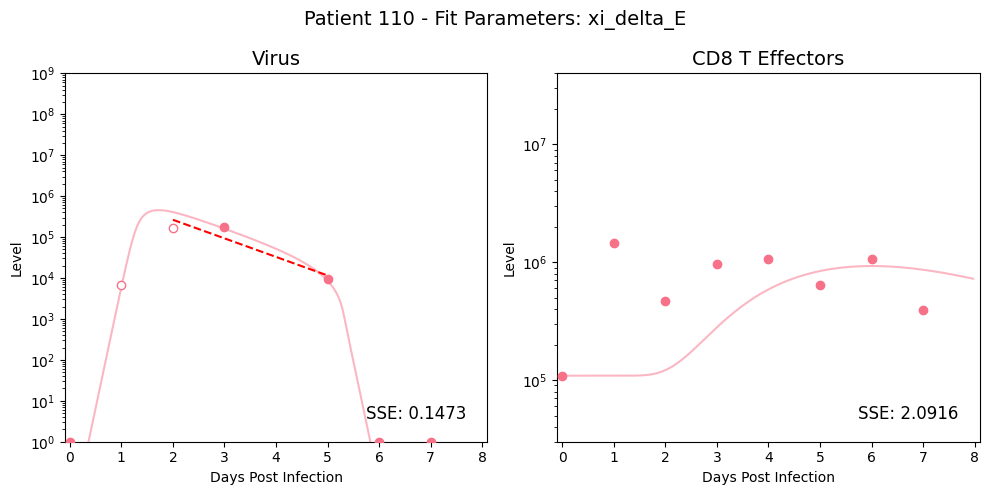 Patient 110 - Fit Parameters: xi_delta_E
Virus
CD8 T Effectors
Level
10^9
10^8
10^7
10^6
10^5
10^4
10^3
10^2
10^1
10^0
SSE: 0.1473
0 1 2 3 4 5 6 7 8
Days Post Infection
Level
10^7
10^6
10^5
SSE: 2.0916
0 1 2 3 4 5 6 7 8
Days Post Infection